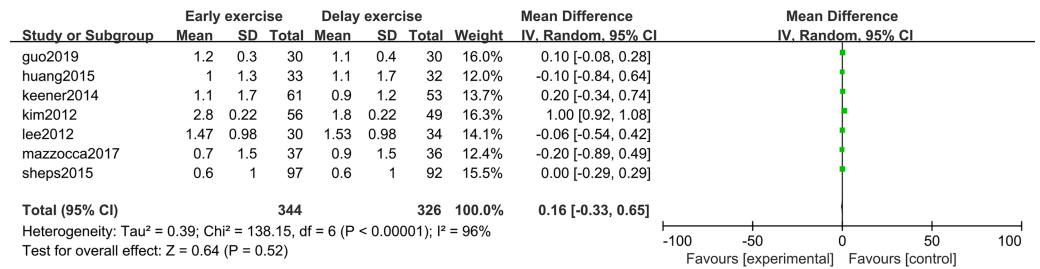 Early exercise Delay exercise Mean Difference Mean Difference
Study or Subgroup Mean SD Total Mean SD Total Weight IV, Random, 95% CI IV, Random, 95% CI
guo2019 1.2 0.3 30 1.1 0.4 30 16.0% 0.10 [-0.08, 0.28]
huang2015 1 1.3 33 1.1 1.7 32 12.0% -0.10 [-0.84, 0.64]
keener2014 1.1 1.7 61 0.9 1.2 53 13.7% 0.20 [-0.34, 0.74]
kim2012 2.8 0.22 56 1.8 0.22 49 16.3% 1.00 [0.92, 1.08]
lee2012 1.47 0.98 30 1.53 0.98 34 14.1% -0.06 [-0.54, 0.42]
mazzocca2017 0.7 1.5 37 0.9 1.5 36 12.4% -0.20 [-0.89, 0.49]
sheps2015 0.6 1 97 0.6 1 92 15.5% 0.00 [-0.29, 0.29]
Total (95% CI) 344 326 100.0% 0.16 [-0.33, 0.65]
Heterogeneity: Tau² = 0.39; Chi² = 138.15, df = 6 (P < 0.00001); I² = 96%
Test for overall effect: Z = 0.64 (P = 0.52)
-100 -50 0 50 100
Favours [experimental] Favours [control]